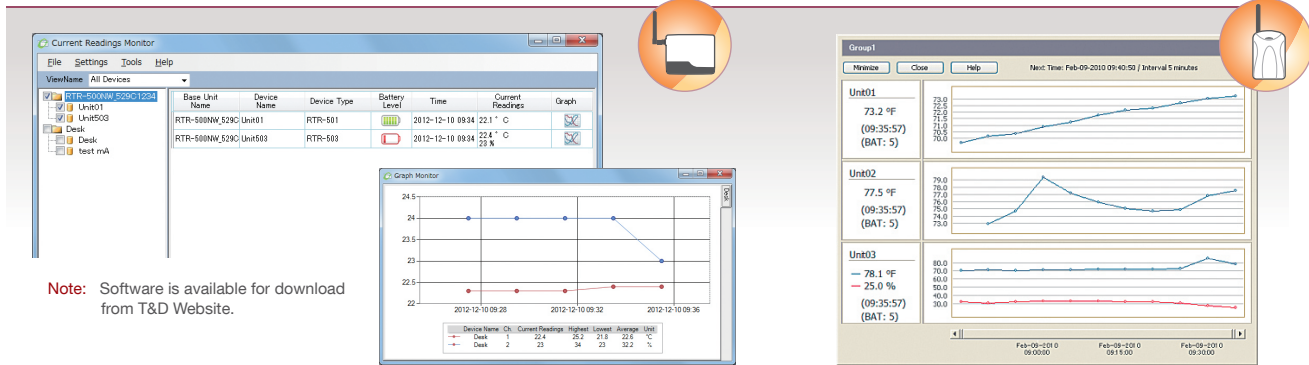 Current Readings Monitor
File Settings Tools Help
ViewName All Devices
RTR-500NW_529C1234
Unit01
Unit503
Desk
Desk
test mA
Base Unit Name Device Name Device Type Battery Level Time Current Readings Graph
RTR-500NW_529C Unit01 RTR-501 2012-12-10 09:34 22.1 ° C
RTR-500NW_529C Unit503 RTR-503 2012-12-10 09:34 22.4 ° C
23 %
Note: Software is available for download
from T&D Website.
Graph Monitor
Desk
24.5
24
23.5
23
22.5
22
2012-12-10 09:28 2012-12-10 09:32 2012-12-10 09:36
Device Name Ch. Current Readings Highest Lowest Average Unit
Desk 1 22.4 25.2 21.8 22.6 °C
Desk 2 23 34 23 32.2 %
Group1
Minimize Close Help Next Time: Feb-09-2010 09:40:50 / Interval 5 minutes
Unit01
73.2 ºF
(09:35:57)
(BAT: 5)
73.0
72.5
72.0
71.5
71.0
70.5
70.0
Unit02
77.5 ºF
(09:35:57)
(BAT: 5)
79.0
78.0
77.0
76.0
75.0
74.0
73.0
Unit03
78.1 ºF
25.0 %
(09:35:57)
(BAT: 5)
80.0
70.0
60.0
50.0
40.0
30.0
Feb-09-2010 09:00:00
Feb-09-2010 09:15:00
Feb-09-2010 09:30:00